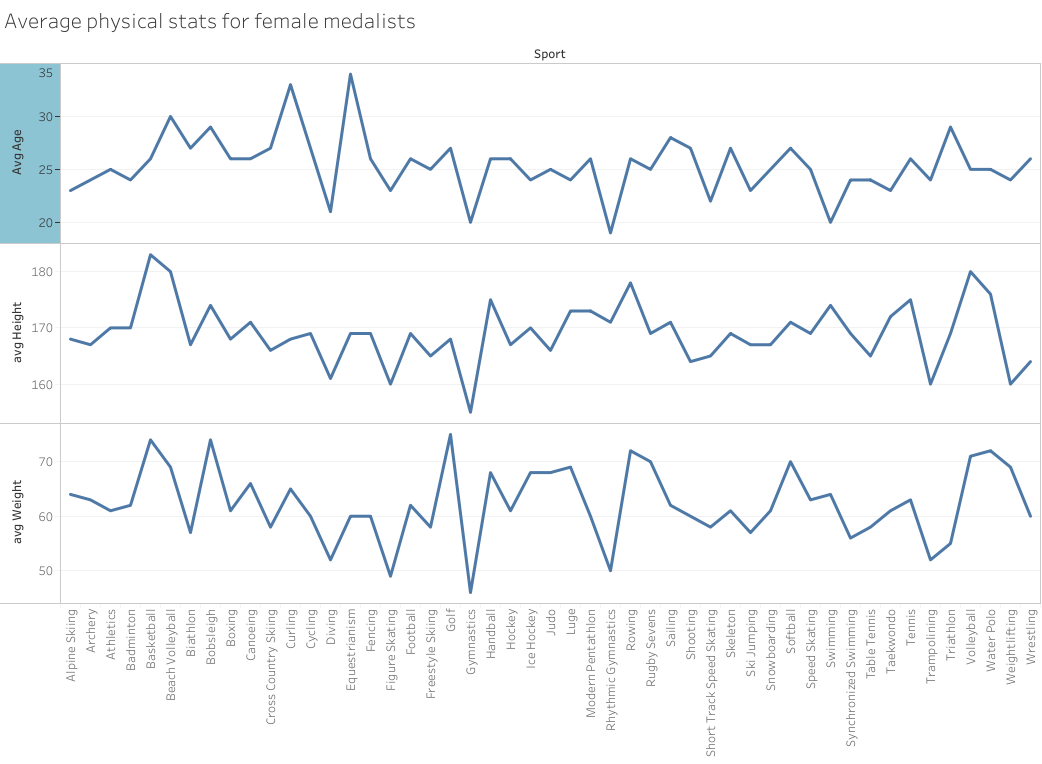 Average physical stats for female medalists
Sport
Avg Age
35
30
25
20
avg Height
180
170
160
avg Weight
70
60
50
Alpine Skiing
Archery
Athletics
Badminton
Basketball
Beach Volleyball
Biathlon
Bobsleigh
Boxing
Canoeing
Cross Country Skiing
Curling
Cycling
Diving
Equestrianism
Fencing
Figure Skating
Football
Freestyle Skiing
Golf
Gymnastics
Handball
Hockey
Ice Hockey
Judo
Luge
Modern Pentathlon
Rhythmic Gymnastics
Rowing
Rugby Sevens
Sailing
Shooting
Short Track Speed Skating
Skeleton
Ski Jumping
Snowboarding
Softball
Speed Skating
Swimming
Synchronized Swimming
Table Tennis
Taekwondo
Tennis
Trampolining
Triathlon
Volleyball
Water Polo
Weightlifting
Wrestling